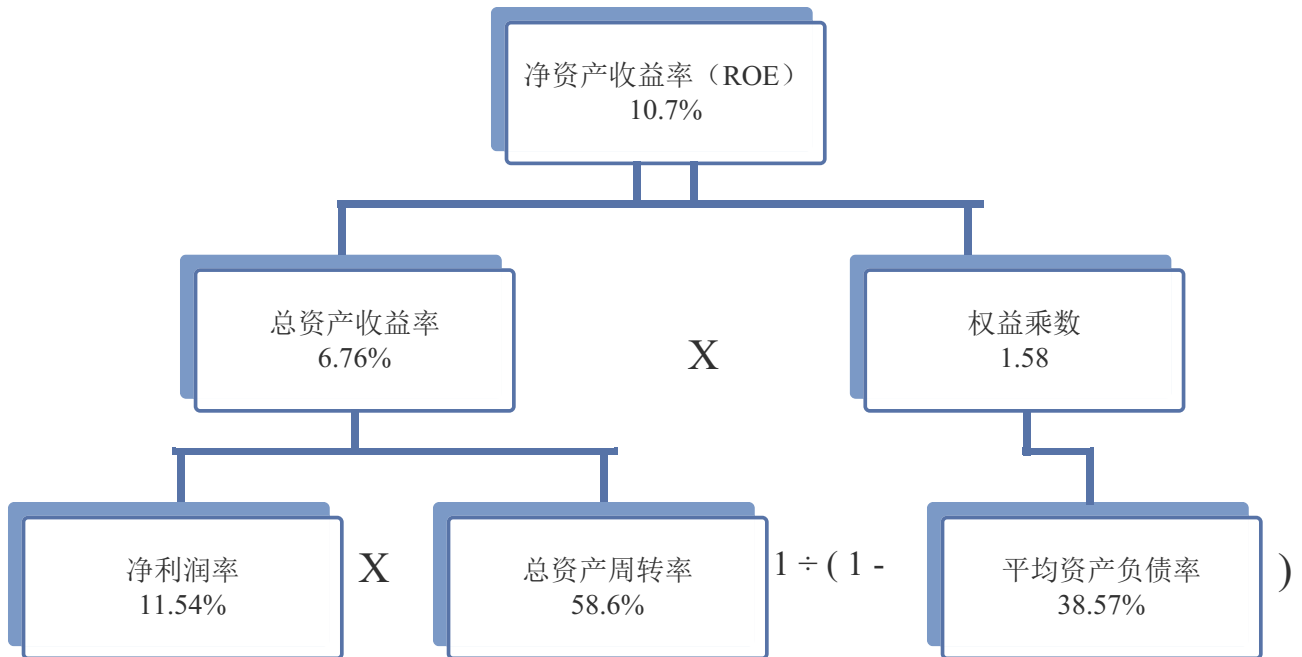 净资产收益率（ROE）
10.7%
总资产收益率
6.76%
X
权益乘数
1.58
净利润率
11.54%
X
总资产周转率
58.6%
1 ÷ ( 1 -
平均资产负债率
38.57%
)